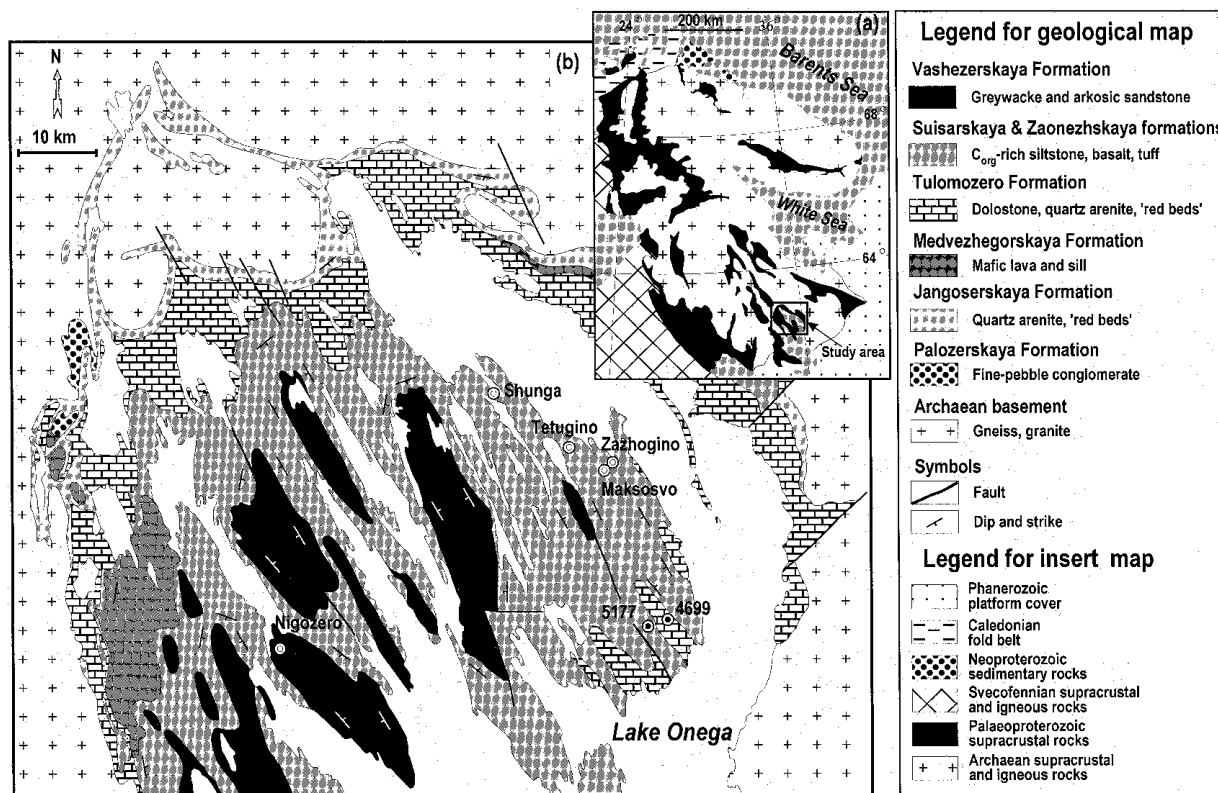 (b)
N
10 km
Shunga
Tetugino
Zazhogino
Maksosvo
5177
4699
Nigozero
Lake Onega
(a)
24°
200 km
36°
Barents Sea
68°
White Sea
64°
Study area
Legend for geological map
Vashezerskaya Formation
Greywacke and arkosic sandstone
Suisarskaya & Zaonezhskaya formations
Corg-rich siltstone, basalt, tuff
Tulomozero Formation
Dolostone, quartz arenite, 'red beds'
Medvezhegorskaya Formation
Mafic lava and sill
Jangoserskaya Formation
Quartz arenite, 'red beds'
Palozerskaya Formation
Fine-pebble conglomerate
Archaean basement
Gneiss, granite
Symbols
Fault
Dip and strike
Legend for insert map
Phanerozoic
platform cover
Caledonian
fold belt
Neoproterozoic
sedimentary rocks
Svecofennian supracrustal
and igneous rocks
Palaeoproterozoic
supracrustal rocks
Archaean supracrustal
and igneous rocks